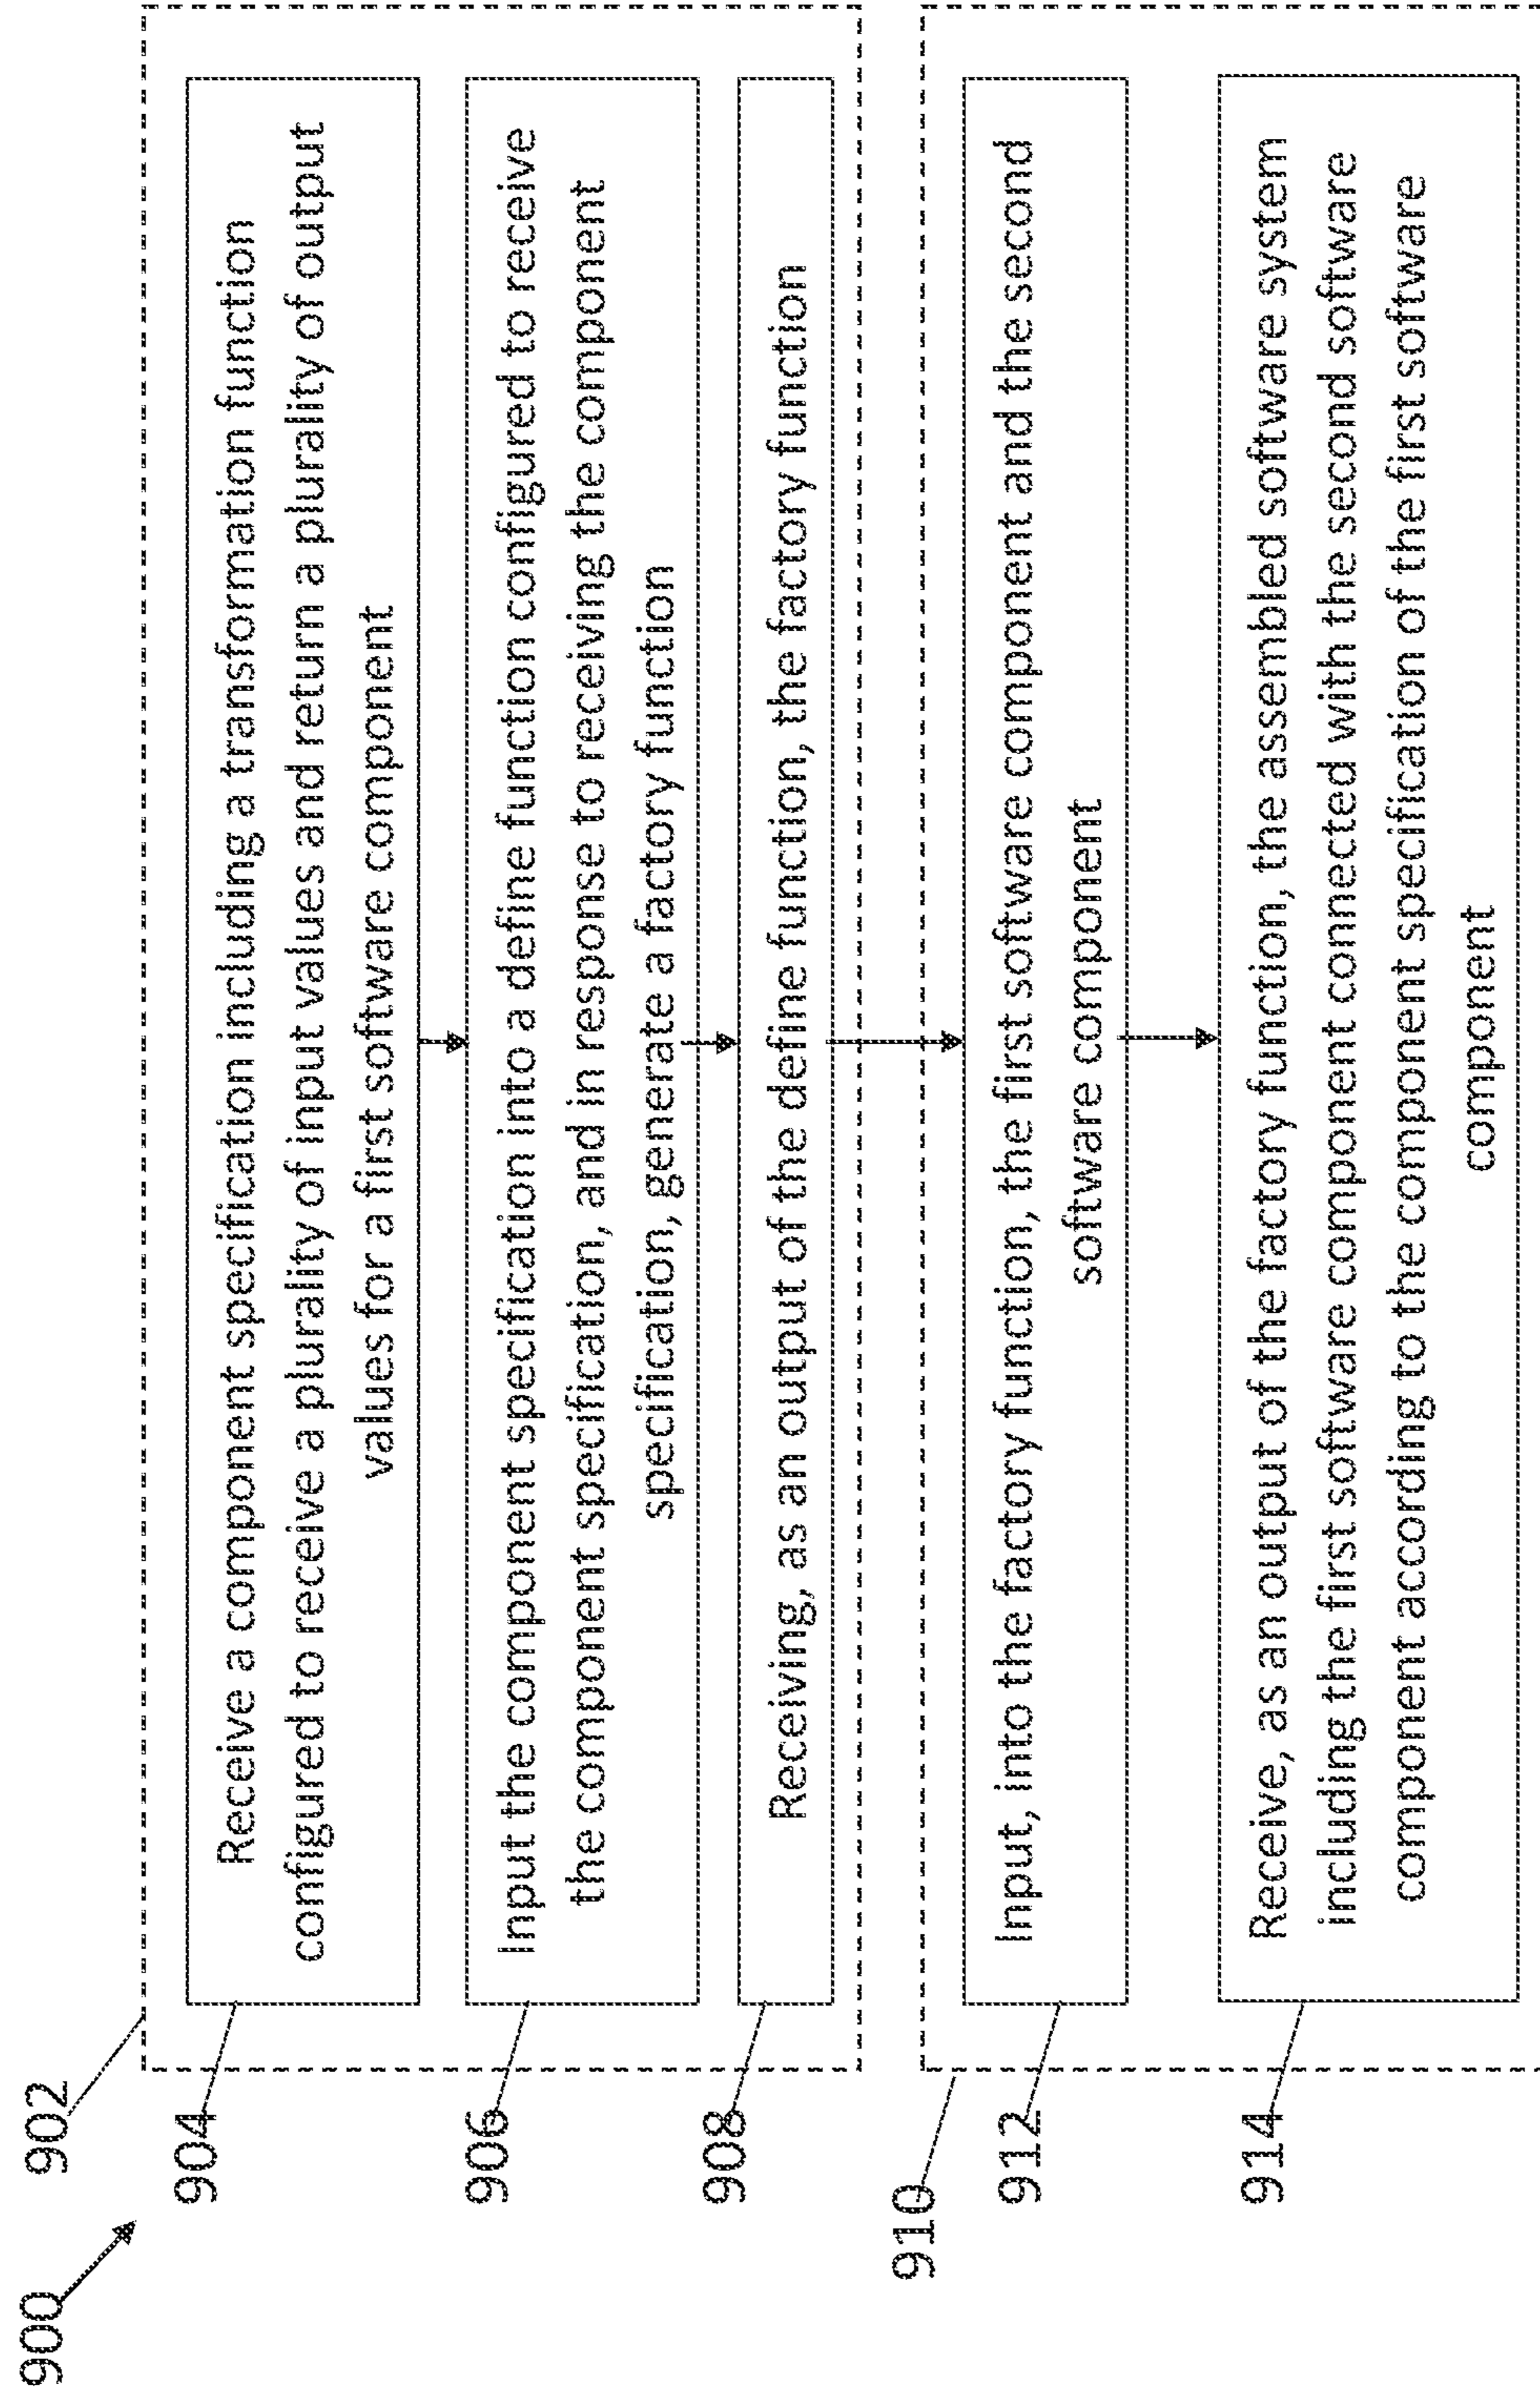 900
902
904
Receive a component specification including a transformation function
configured to receive a plurality of input values and return a plurality of output
values for a first software component
906
Input the component specification into a define function configured to receive
the component specification, and in response to receiving the component
specification, generate a factory function
908
Receiving, as an output of the define function, the factory function
910
912
Input, into the factory function, the first software component and the second
software component
914
Receive, as an output of the factory function, the assembled software system
including the first software component connected with the second software
component according to the component specification of the first software
component